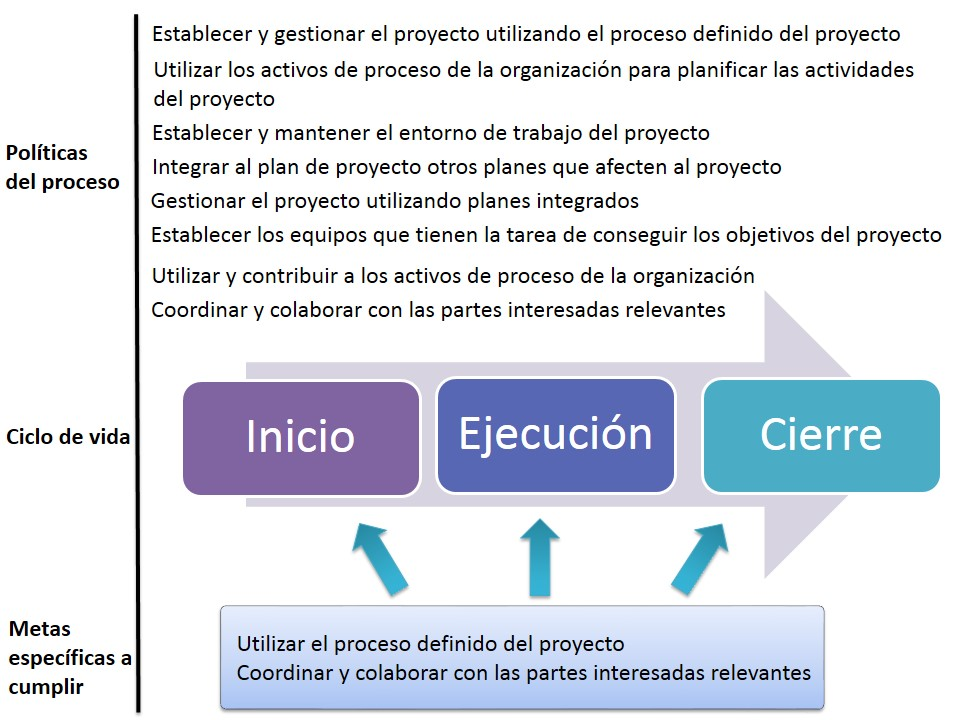 Políticas
del proceso
Establecer y gestionar el proyecto utilizando el proceso definido del proyecto
Utilizar los activos de proceso de la organización para planificar las actividades
del proyecto
Establecer y mantener el entorno de trabajo del proyecto
Integrar al plan de proyecto otros planes que afecten al proyecto
Gestionar el proyecto utilizando planes integrados
Establecer los equipos que tienen la tarea de conseguir los objetivos del proyecto
Utilizar y contribuir a los activos de proceso de la organización
Coordinar y colaborar con las partes interesadas relevantes
Ciclo de vida
Inicio
Ejecución
Cierre
Metas
específicas a
cumplir
Utilizar el proceso definido del proyecto
Coordinar y colaborar con las partes interesadas relevantes